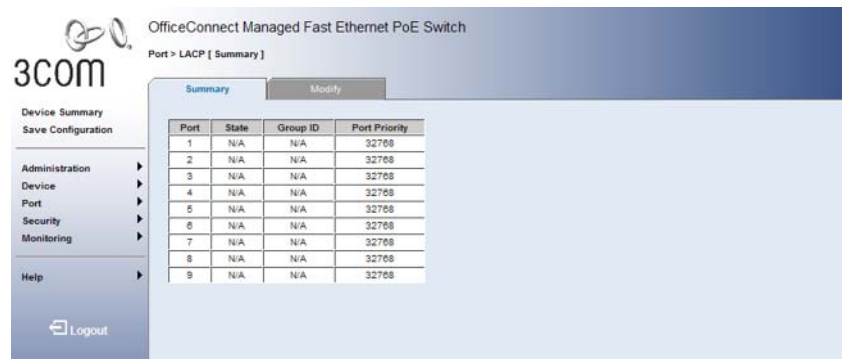 OfficeConnect Managed Fast Ethernet PoE Switch
Port > LACP [ Summary ]
3COM
Summary Modify
Device Summary
Save Configuration
Administration
Device
Port
Security
Monitoring
Help
Logout
Port State Group ID Port Priority
1 N/A N/A 32768
2 N/A N/A 32768
3 N/A N/A 32768
4 N/A N/A 32768
5 N/A N/A 32768
6 N/A N/A 32768
7 N/A N/A 32768
8 N/A N/A 32768
9 N/A N/A 32768